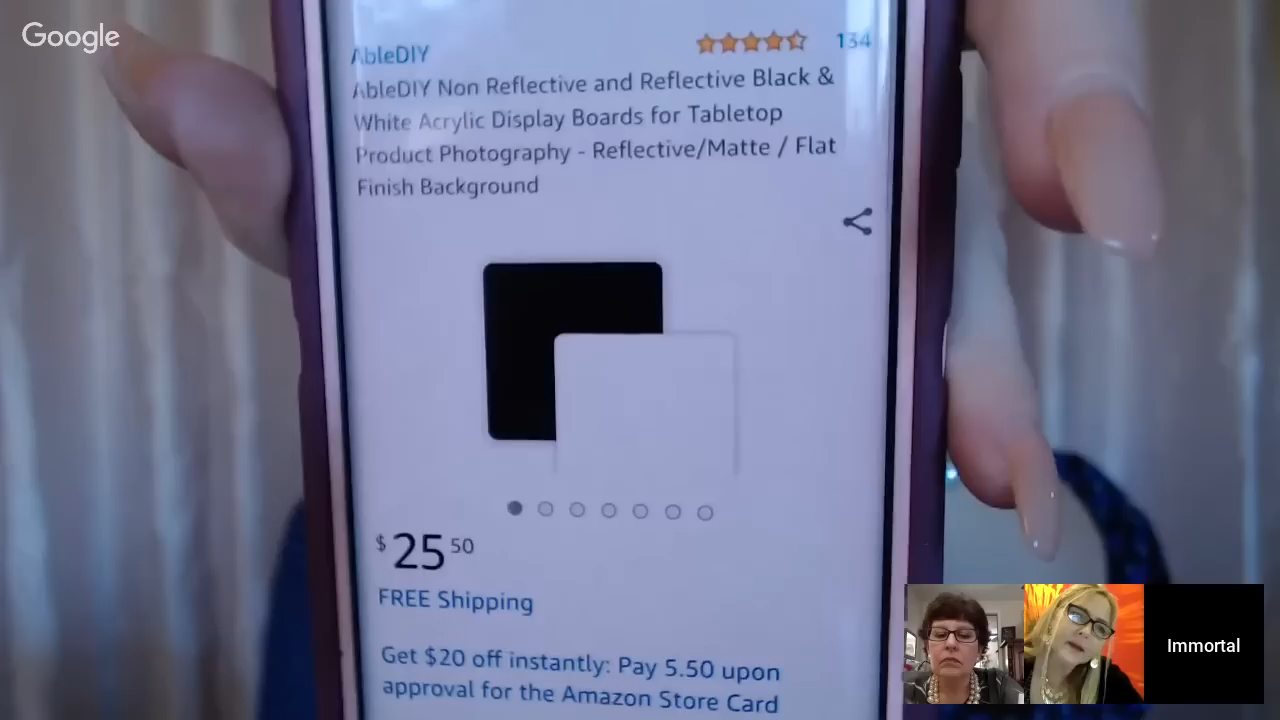 Google
AbleDIY
134
AbleDIY Non Reflective and Reflective Black &
White Acrylic Display Boards for Tabletop
Product Photography - Reflective/Matte / Flat
Finish Background
$25 50
FREE Shipping
Get $20 off instantly: Pay 5.50 upon
approval for the Amazon Store Card
Immortal